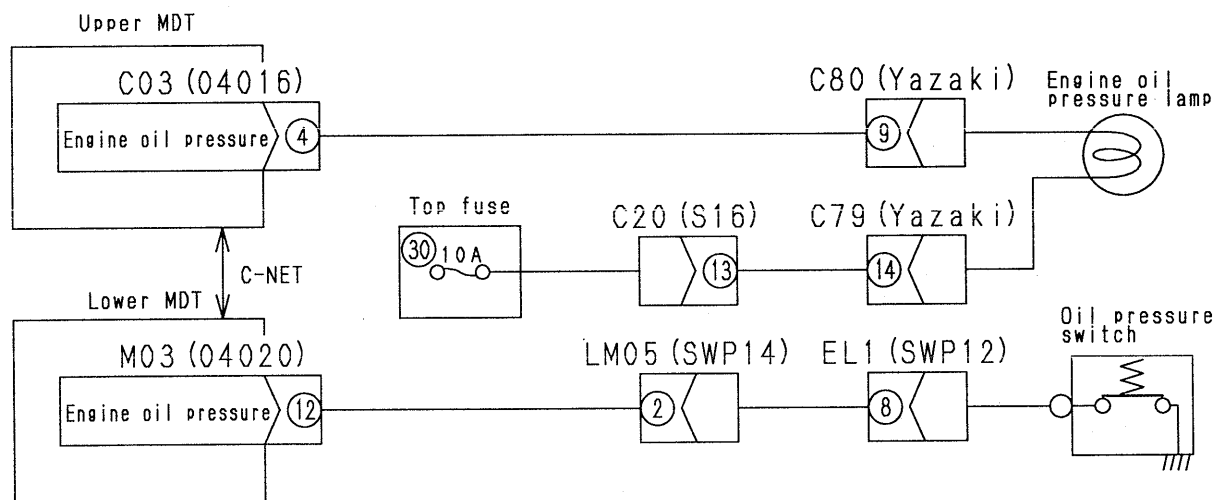 Upper MDT
C03 (04016)
Engine oil pressure
4
C80 (Yazaki)
9
Engine oil
pressure lamp
Top fuse
30
10A
C20 (S16)
13
C79 (Yazaki)
14
C-NET
Lower MDT
M03 (04020)
Engine oil pressure
12
LM05 (SWP14)
2
EL1 (SWP12)
8
Oil pressure
switch